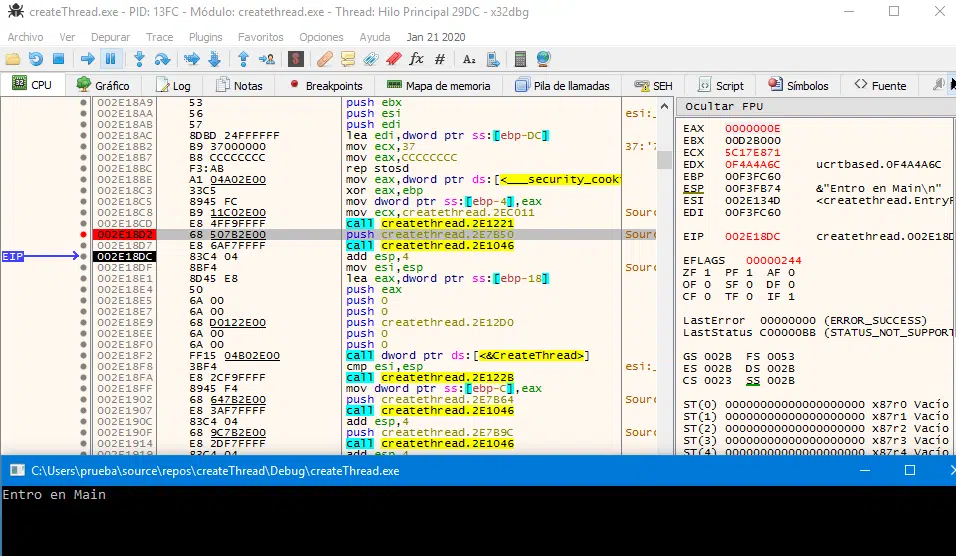 createThread.exe - PID: 13FC - Módulo: createthread.exe - Thread: Hilo Principal 29DC - x32dbg
Archivo Ver Depurar Trace Plugins Favoritos Opciones Ayuda Jan 21 2020
fx # A₂
CPU Gráfico Log Notas Breakpoints Mapa de memoria Pila de llamadas SEH Script Símbolos Fuente
Ocultar FPU
002E18A9 53 push ebx
002E18AA 56 push esi esi:_
002E18AB 57 push edi
002E18AC 8DBD 24FFFFFF lea edi,dword ptr ss:[ebp-DC]
002E18B2 B9 37000000 mov ecx,37 37:'7
002E18B7 B8 CCCCCCCC mov eax,CCCCCCCC
002E18BC F3:AB rep stosd
002E18BE A1 04A02E00 mov eax,dword ptr ds:[<___security_cook
002E18C3 33C5 xor eax,ebp
002E18C5 8945 FC mov dword ptr ss:[ebp-4],eax
002E18C8 B9 11C02E00 mov ecx,createthread.2EC011 Sour
002E18CD E8 4FF9FFFF call createthread.2E1221
002E18D2 68 507B2E00 push createthread.2E7B50 Sour
002E18D7 E8 6AF7FFFF call createthread.2E1046
EIP 002E18DC 83C4 04 add esp,4
002E18DF 8BF4 mov esi,esp Sour
002E18E1 8D45 E8 lea eax,dword ptr ss:[ebp-18]
002E18E4 50 push eax
002E18E5 6A 00 push 0
002E18E7 6A 00 push 0
002E18E9 68 D0122E00 push createthread.2E12D0
002E18EE 6A 00 push 0
002E18F0 6A 00 push 0
002E18F2 FF15 04B02E00 call dword ptr ds:[<&CreateThread>]
002E18F8 3BF4 cmp esi,esp esi:_
002E18FA E8 2CF9FFFF call createthread.2E122B
002E18FF 8945 F4 mov dword ptr ss:[ebp-C],eax
002E1902 68 647B2E00 push createthread.2E7B64 Sour
002E1907 E8 3AF7FFFF call createthread.2E1046
002E190C 83C4 04 add esp,4
002E190F 68 9C7B2E00 push createthread.2E7B9C Sour
002E1914 E8 2DF7FFFF call createthread.2E1046
EAX 0000000E
EBX 00D2B000
ECX 5C17E871
EDX 0F4A4A6C ucrtbased.0F4A4A6C
EBP 00F3FC60
ESP 00F3FB74 &"Entro en Main\n"
ESI 002E134D <createthread.EntryP
EDI 00F3FC60
EIP 002E18DC createthread.002E18D
EFLAGS 00000244
ZF 1 PF 1 AF 0
OF 0 SF 0 DF 0
CF 0 TF 0 IF 1
LastError 00000000 (ERROR_SUCCESS)
LastStatus C00000BB (STATUS_NOT_SUPPORT
GS 002B FS 0053
ES 002B DS 002B
CS 0023 SS 002B
ST(0) 00000000000000000000 x87r0 Vacío
ST(1) 00000000000000000000 x87r1 Vacío
ST(2) 00000000000000000000 x87r2 Vacío
ST(3) 00000000000000000000 x87r3 Vacío
ST(4) 00000000000000000000 x87r4 Vacío
C:\Users\prueba\source\repos\createThread\Debug\createThread.exe
Entro en Main